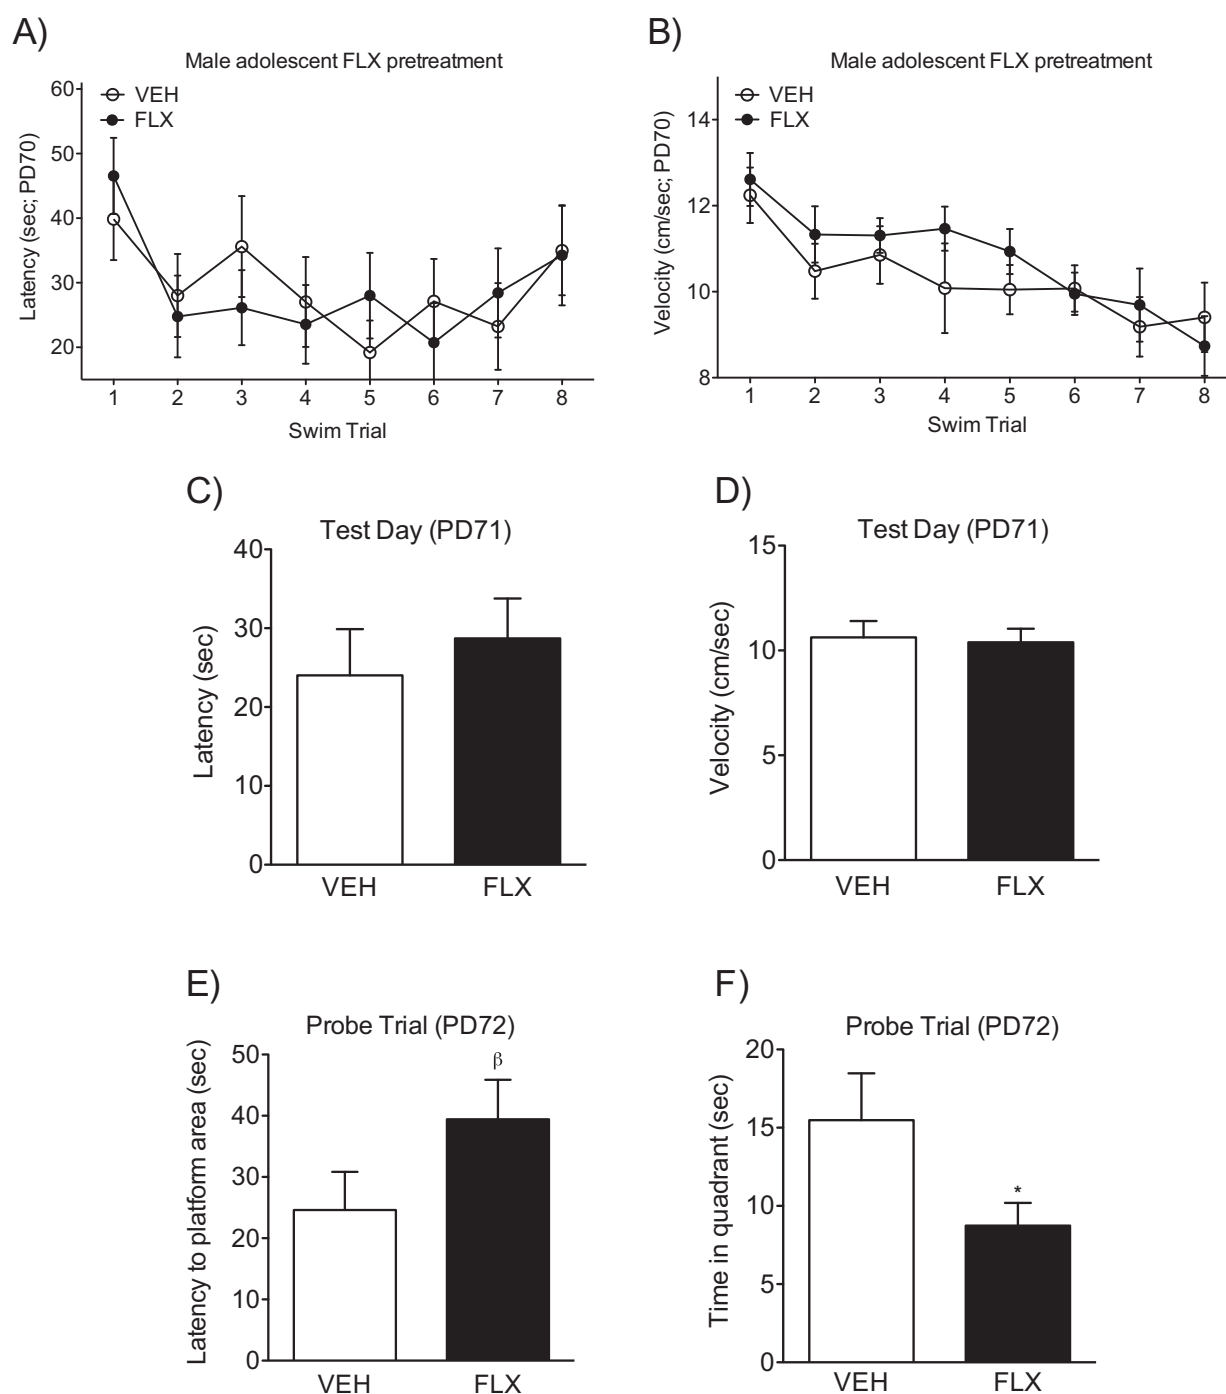 A)
Male adolescent FLX pretreatment
VEH
FLX
Latency (sec; PD70)
60
50
40
30
20
1 2 3 4 5 6 7 8
Swim Trial
B)
Male adolescent FLX pretreatment
VEH
FLX
Velocity (cm/sec; PD70)
14
12
10
8
1 2 3 4 5 6 7 8
Swim Trial
C)
Test Day (PD71)
Latency (sec)
40
30
20
10
0
VEH FLX
D)
Test Day (PD71)
Velocity (cm/sec)
15
10
5
0
VEH FLX
E)
Probe Trial (PD72)
Latency to platform area (sec)
50
40
30
20
10
0
β
VEH FLX
F)
Probe Trial (PD72)
Time in quadrant (sec)
20
15
10
5
0
*
VEH FLX